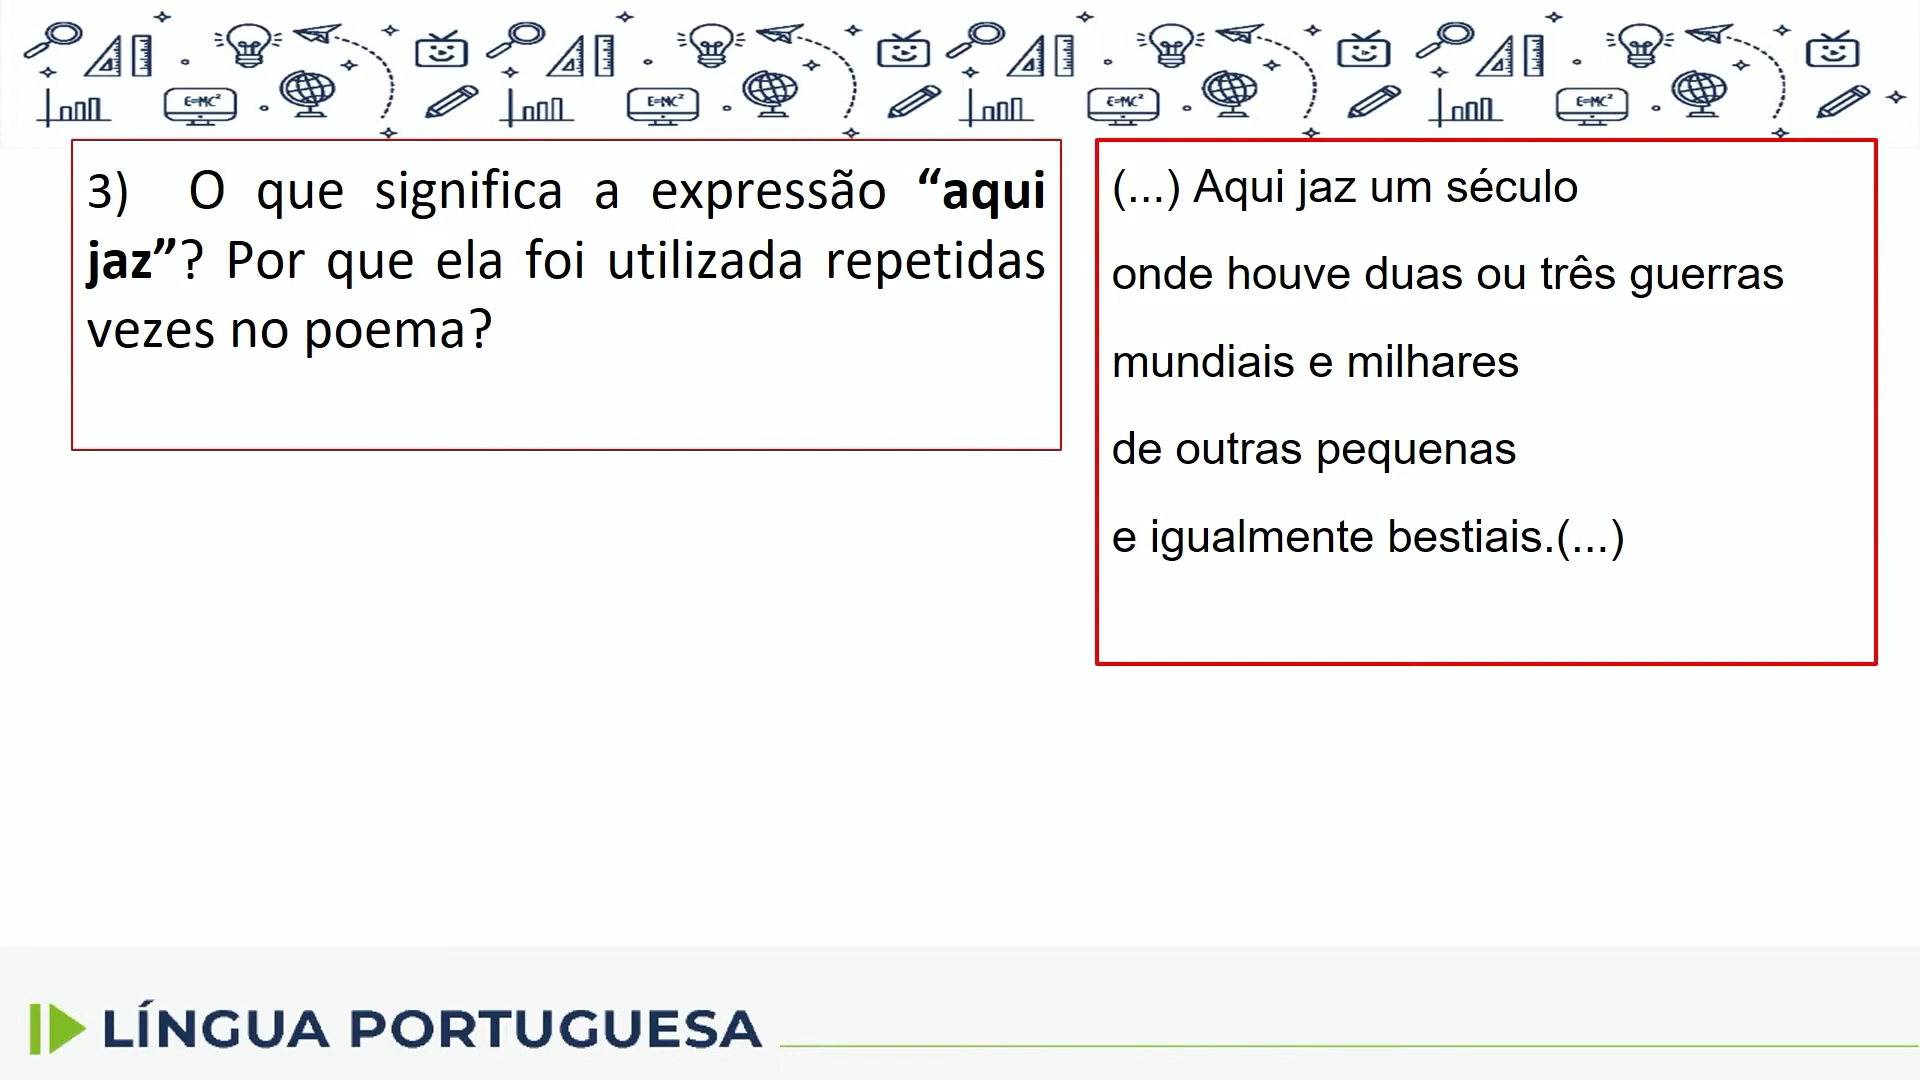 E=MC²
E=MC²
E=MC²
E=MC²
3) O que significa a expressão “aqui
jaz”? Por que ela foi utilizada repetidas
vezes no poema?
(...) Aqui jaz um século
onde houve duas ou três guerras
mundiais e milhares
de outras pequenas
e igualmente bestiais.(...)
LÍNGUA PORTUGUESA